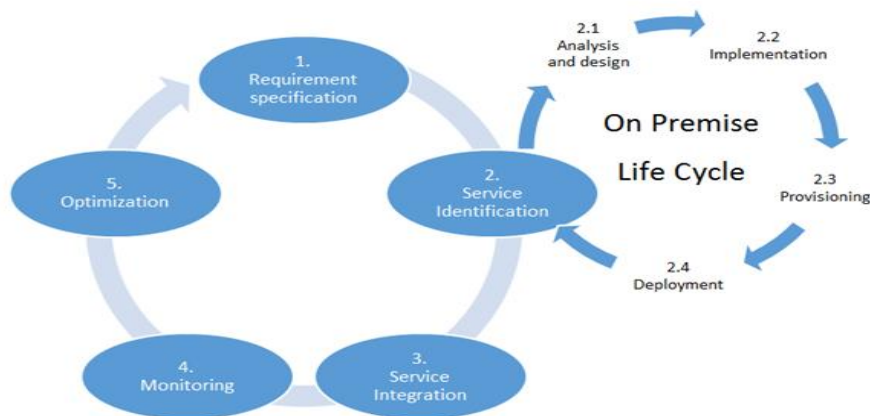 1.
Requirement
specification
2.
Service
Identification
3.
Service
Integration
4.
Monitoring
5.
Optimization
2.1
Analysis
and design
2.2
Implementation
2.3
Provisioning
2.4
Deployment
On Premise
Life Cycle